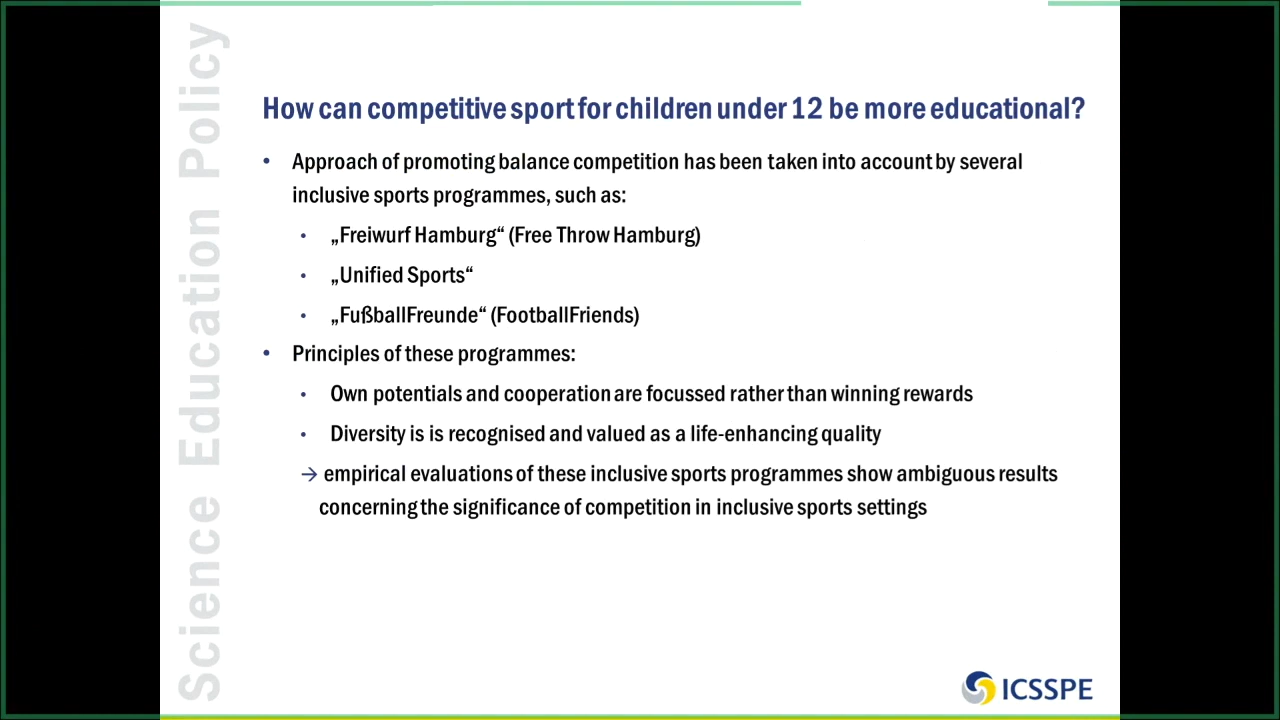 Science Education Policy
How can competitive sport for children under 12 be more educational?
• Approach of promoting balance competition has been taken into account by several
inclusive sports programmes, such as:
• „Freiwurf Hamburg“ (Free Throw Hamburg)
• „Unified Sports“
• „FußballFreunde“ (FootballFriends)
• Principles of these programmes:
• Own potentials and cooperation are focussed rather than winning rewards
• Diversity is is recognised and valued as a life-enhancing quality
→ empirical evaluations of these inclusive sports programmes show ambiguous results
concerning the significance of competition in inclusive sports settings
ICSSPE